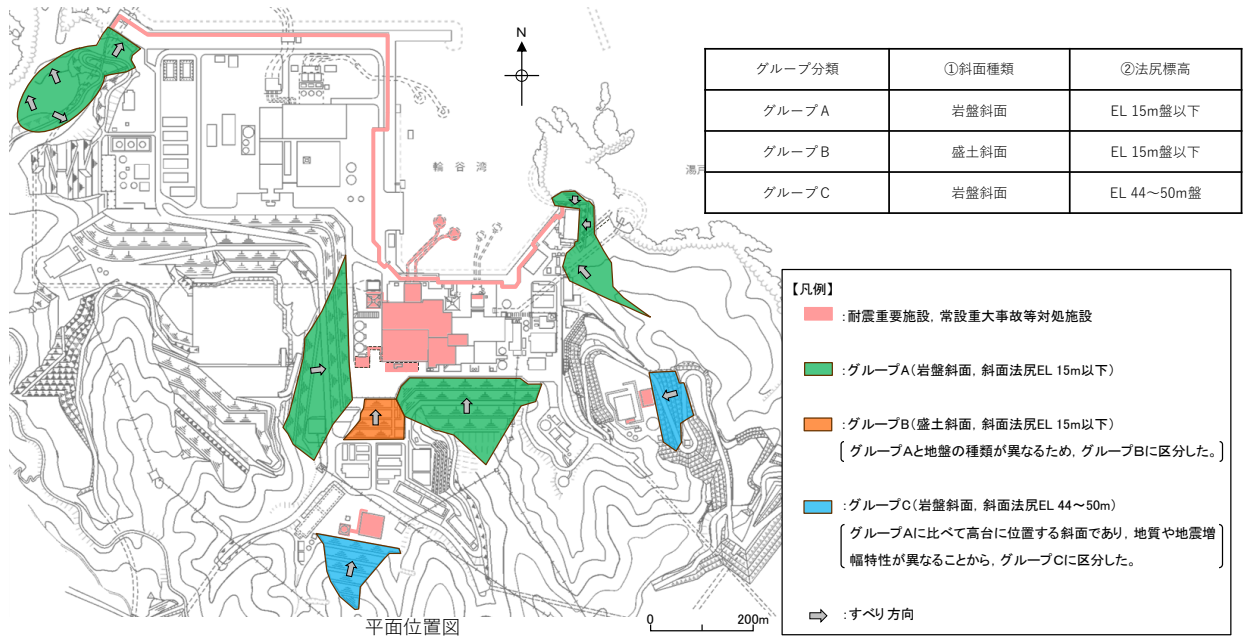 N
輪谷湾
グループ分類 ①斜面種類 ②法尻標高
グループA 岩盤斜面 EL 15m盤以下
グループB 盛土斜面 EL 15m盤以下
グループC 岩盤斜面 EL 44～50m盤
【凡例】
：耐震重要施設，常設重大事故等対処施設
：グループA（岩盤斜面，斜面法尻EL 15m以下）
：グループB（盛土斜面，斜面法尻EL 15m以下）
グループAと地盤の種類が異なるため，グループBに区分した。
：グループC（岩盤斜面，斜面法尻EL 44～50m）
グループAに比べて高台に位置する斜面であり，地質や地震増
幅特性が異なることから，グループCに区分した。
：すべり方向
0 200m
平面位置図